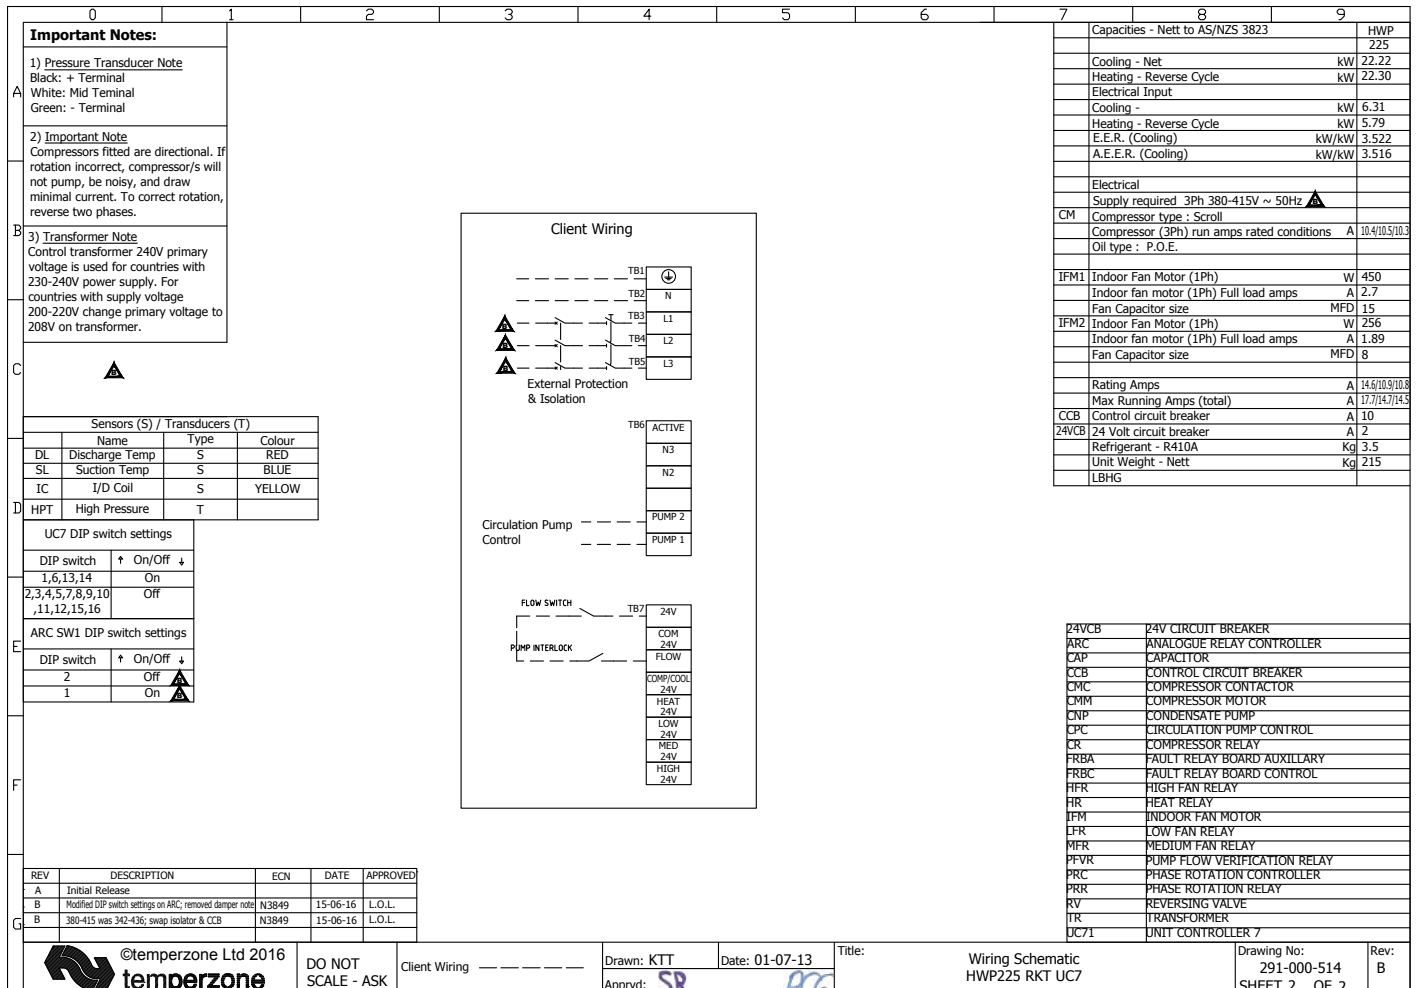 0 1 2 3 4 5 6 7 8 9
A
B
C
D
E
F
G
Important Notes:
1) Pressure Transducer Note
Black: + Terminal
White: Mid Teminal
Green: - Terminal
2) Important Note
Compressors fitted are directional. If
rotation incorrect, compressor/s will
not pump, be noisy, and draw
minimal current. To correct rotation,
reverse two phases.
3) Transformer Note
Control transformer 240V primary
voltage is used for countries with
230-240V power supply. For
countries with supply voltage
200-220V change primary voltage to
208V on transformer.
B
Sensors (S) / Transducers (T)
Name Type Colour
DL Discharge Temp S RED
SL Suction Temp S BLUE
IC I/D Coil S YELLOW
HPT High Pressure T
UC7 DIP switch settings
DIP switch ↑ On/Off ↓
1,6,13,14 On
2,3,4,5,7,8,9,10 Off
,11,12,15,16
ARC SW1 DIP switch settings
DIP switch ↑ On/Off ↓
2 Off B
1 On B
Client Wiring
TB1
TB2 N
B TB3 L1
B TB4 L2
B TB5 L3
External Protection
& Isolation
TB6 ACTIVE
N3
N2
PUMP 2
Circulation Pump
Control
PUMP 1
FLOW SWITCH
TB7 24V
COM
24V
PUMP INTERLOCK
FLOW
COMP/COOL
24V
HEAT
24V
LOW
24V
MED
24V
HIGH
24V
Capacities - Nett to AS/NZS 3823 HWP
225
Cooling - Net kW 22.22
Heating - Reverse Cycle kW 22.30
Electrical Input
Cooling - kW 6.31
Heating - Reverse Cycle kW 5.79
E.E.R. (Cooling) kW/kW 3.522
A.E.E.R. (Cooling) kW/kW 3.516
Electrical
Supply required 3Ph 380-415V ~ 50Hz B
CM Compressor type : Scroll
Compressor (3Ph) run amps rated conditions A 10.4/10.5/10.3
Oil type : P.O.E.
IFM1 Indoor Fan Motor (1Ph) W 450
Indoor fan motor (1Ph) Full load amps A 2.7
Fan Capacitor size MFD 15
IFM2 Indoor Fan Motor (1Ph) W 256
Indoor fan motor (1Ph) Full load amps A 1.89
Fan Capacitor size MFD 8
Rating Amps A 14.6/10.9/10.8
Max Running Amps (total) A 17.7/14.7/14.5
CCB Control circuit breaker A 10
24VCB 24 Volt circuit breaker A 2
Refrigerant - R410A Kg 3.5
Unit Weight - Nett Kg 215
LBHG
24VCB 24V CIRCUIT BREAKER
ARC ANALOGUE RELAY CONTROLLER
CAP CAPACITOR
CCB CONTROL CIRCUIT BREAKER
CMC COMPRESSOR CONTACTOR
CMM COMPRESSOR MOTOR
CNP CONDENSATE PUMP
CPC CIRCULATION PUMP CONTROL
CR COMPRESSOR RELAY
FRBA FAULT RELAY BOARD AUXILLARY
FRBC FAULT RELAY BOARD CONTROL
HFR HIGH FAN RELAY
HR HEAT RELAY
IFM INDOOR FAN MOTOR
LFR LOW FAN RELAY
MFR MEDIUM FAN RELAY
PFVR PUMP FLOW VERIFICATION RELAY
PRC PHASE ROTATION CONTROLLER
PRR PHASE ROTATION RELAY
RV REVERSING VALVE
TR TRANSFORMER
UC71 UNIT CONTROLLER 7
REV DESCRIPTION ECN DATE APPROVED
A Initial Release
B Modified DIP switch settings on ARC; removed damper note N3849 15-06-16 L.O.L.
B 380-415 was 342-436; swap isolator & CCB N3849 15-06-16 L.O.L.
©temperzone Ltd 2016
temperzone
DO NOT
SCALE - ASK
Client Wiring
Drawn: KTT
Date: 01-07-13
Apprvd: SR
Title:
Wiring Schematic
HWP225 RKT UC7
Drawing No:
291-000-514
SHEET 2 OF 2
Rev:
B